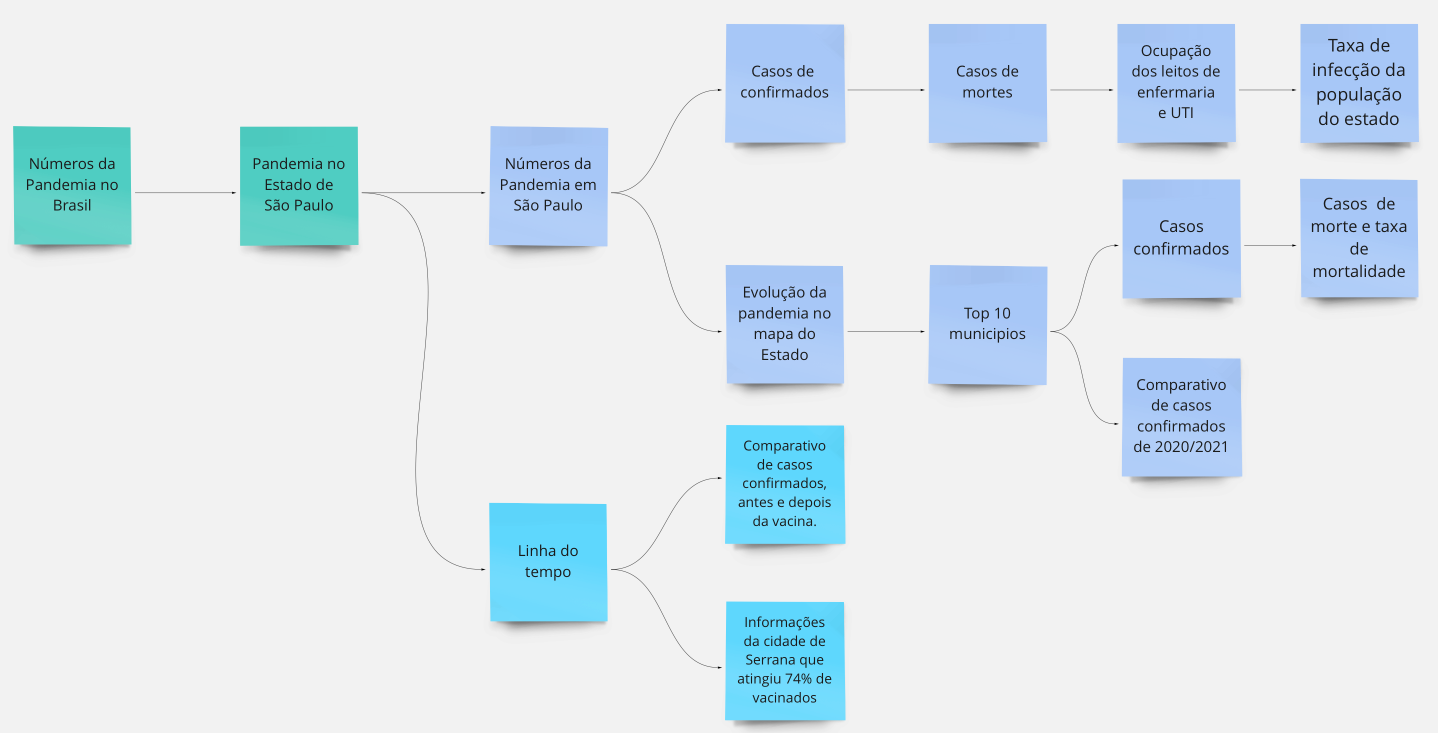 Números da
Pandemia no
Brasil
Pandemia no
Estado de
São Paulo
Números da
Pandemia em
São Paulo
Casos de
confirmados
Casos de
mortes
Ocupação
dos leitos de
enfermaria
e UTI
Taxa de
infecção da
população
do estado
Evolução da
pandemia no
mapa do
Estado
Top 10
municipios
Casos
confirmados
Casos de
morte e taxa
de
mortalidade
Comparativo
de casos
confirmados
de 2020/2021
Linha do
tempo
Comparativo
de casos
confirmados,
antes e depois
da vacina.
Informações
da cidade de
Serrana que
atingiu 74% de
vacinados